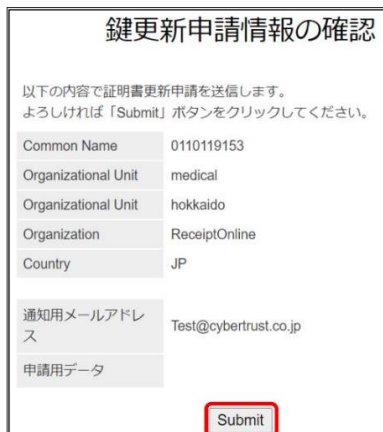 鍵更新申請情報の確認
以下の内容で証明書更新申請を送信します。
よろしければ「Submit」ボタンをクリックしてください。
Common Name 0110119153
Organizational Unit medical
Organizational Unit hokkaido
Organization ReceiptOnline
Country JP
通知用メールアドレ
ス Test@cybertrust.co.jp
申請用データ
Submit